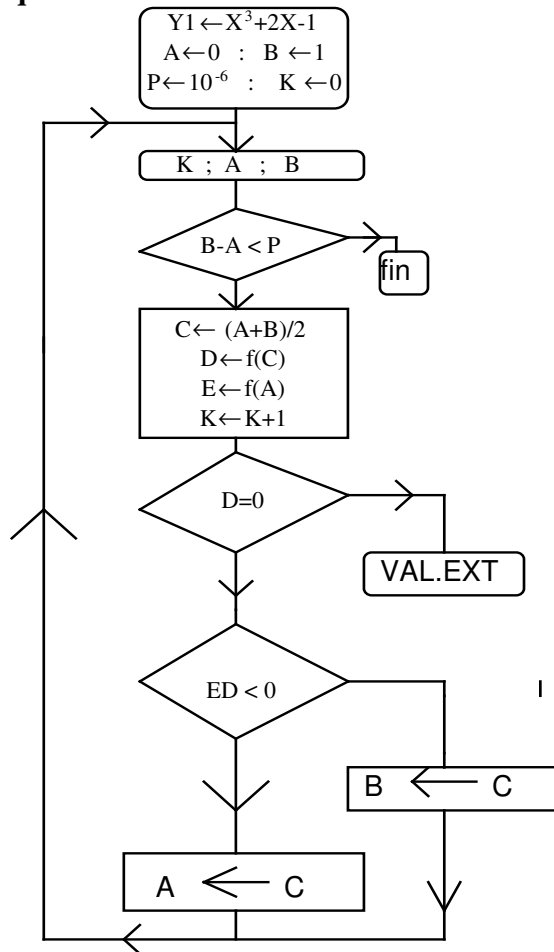 Y1←X³+2X-1
A←0 : B ←1
P←10⁻⁶ : K ←0
K ; A ; B
B-A < P
fin
C← (A+B)/2
D←f(C)
E←f(A)
K←K+1
D=0
VAL.EXT
ED < 0
B ← C
A ← C